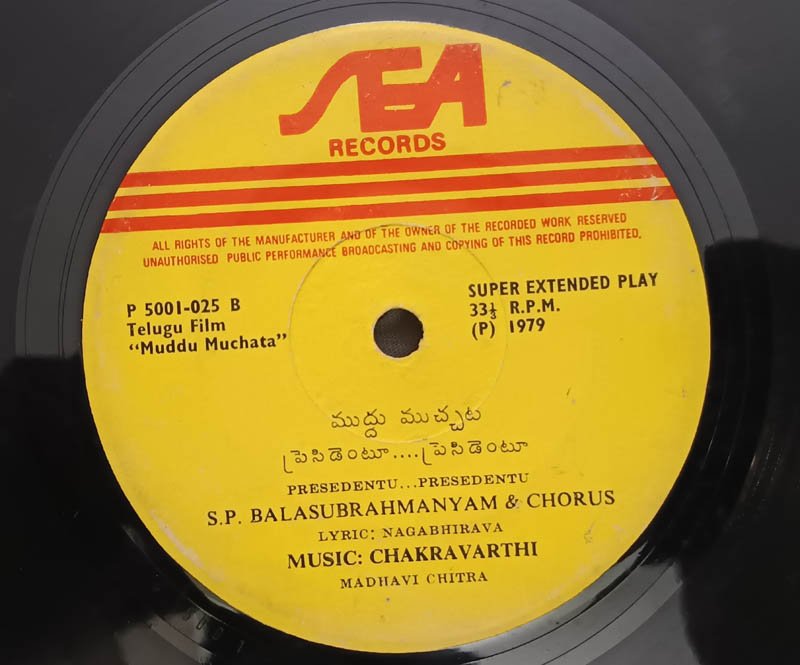 SEA
RECORDS
ALL RIGHTS OF THE MANUFACTURER AND OF THE OWNER OF THE RECORDED WORK RESERVED
UNAUTHORISED PUBLIC PERFORMANCE BROADCASTING AND COPYING OF THIS RECORD PROHIBITED.
P 5001-025 B
Telugu Film
"Muddu Muchata"
SUPER EXTENDED PLAY
33⅓ R.P.M.
(P) 1979
ముద్దు ముచ్చట
ప్రెసిడెంటూ....ప్రెసిడెంటూ
PRESEDENTU...PRESEDENTU
S.P. BALASUBRAHMANYAM & CHORUS
LYRIC: NAGABHIRAVA
MUSIC: CHAKRAVARTHI
MADHAVI CHITRA